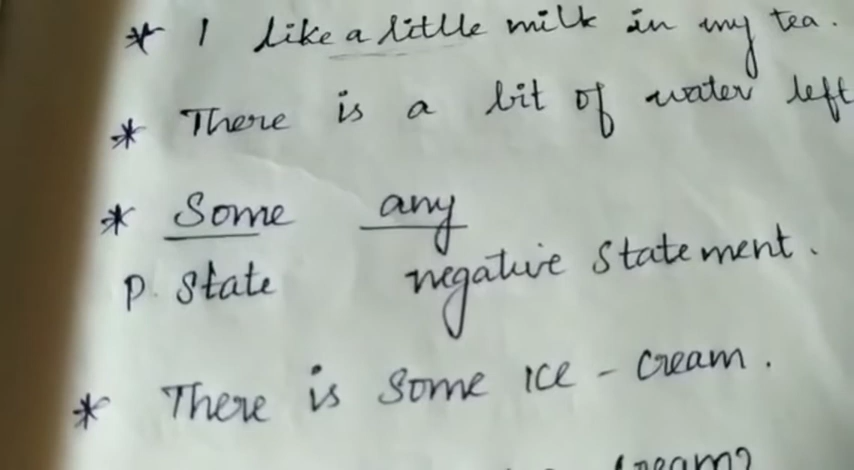 * I like a little milk in my tea.
* There is a bit of water left
* Some any
P. State negative statement.
* There is some ice - cream.
cream?